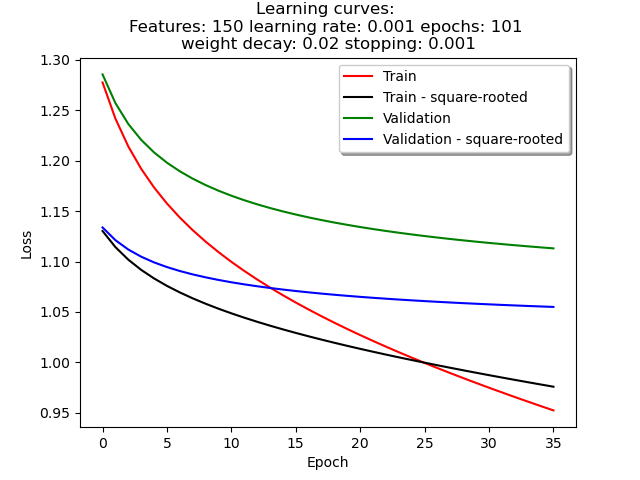 Learning curves:
Features: 150 learning rate: 0.001 epochs: 101
weight decay: 0.02 stopping: 0.001
1.30
1.25
1.20
1.15
1.10
1.05
1.00
0.95
Loss
Train
Train - square-rooted
Validation
Validation - square-rooted
0 5 10 15 20 25 30 35
Epoch